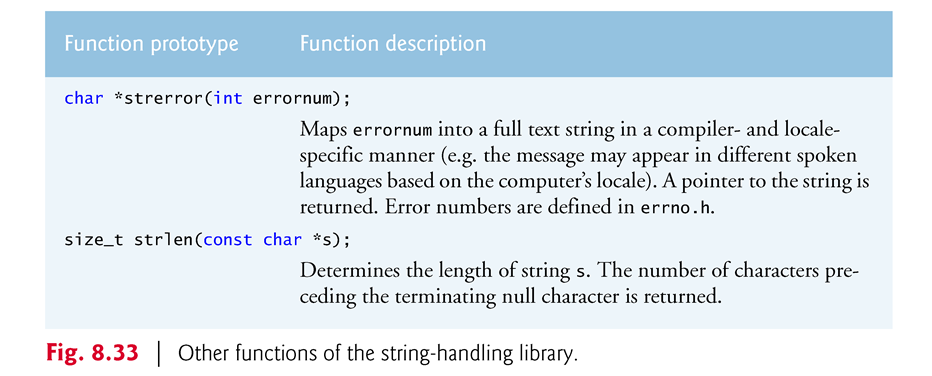 Function prototype Function description
char *strerror(int errornum);
Maps errornum into a full text string in a compiler- and locale-
specific manner (e.g. the message may appear in different spoken
languages based on the computer’s locale). A pointer to the string is
returned. Error numbers are defined in errno.h.
size_t strlen(const char *s);
Determines the length of string s. The number of characters pre-
ceding the terminating null character is returned.
Fig. 8.33 | Other functions of the string-handling library.